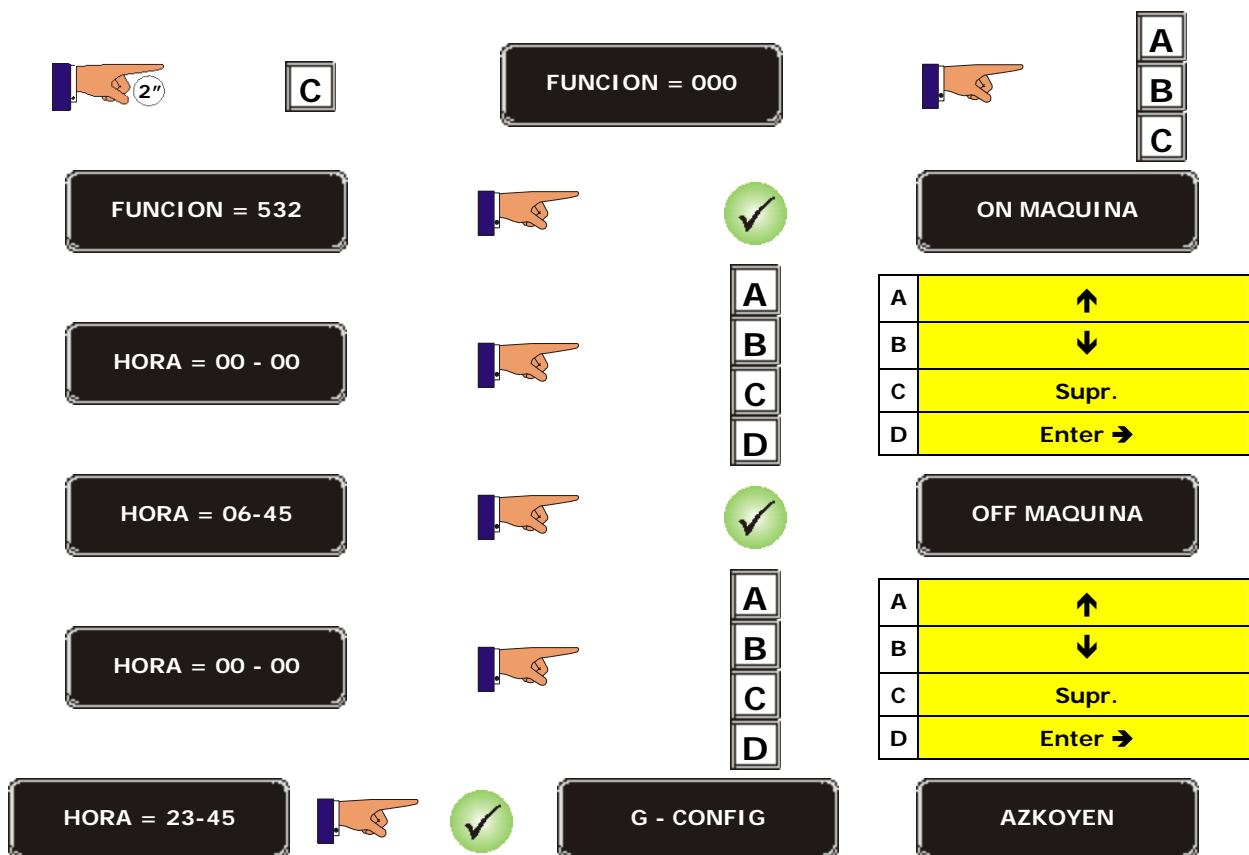 2"
C
FUNCION = 000
A
B
C
FUNCION = 532
ON MAQUINA
HORA = 00 - 00
A
B
C
D
A ↑
B ↓
C Supr.
D Enter →
HORA = 06-45
OFF MAQUINA
HORA = 00 - 00
A
B
C
D
A ↑
B ↓
C Supr.
D Enter →
HORA = 23-45
G - CONFIG
AZKOYEN